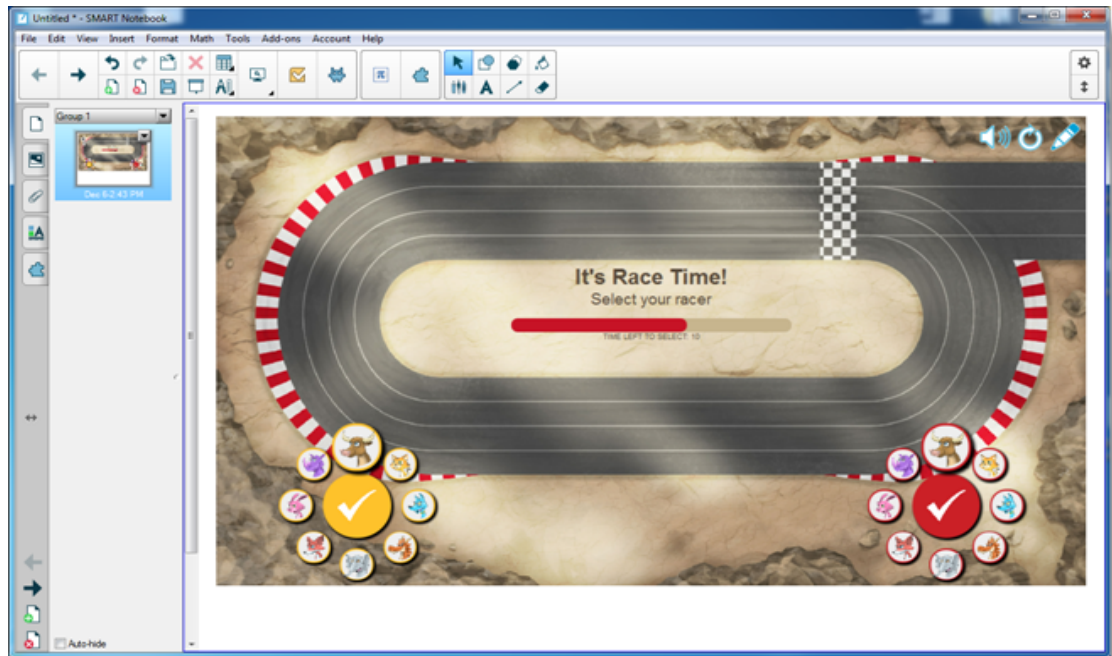 Untitled * - SMART Notebook
File Edit View Insert Format Math Tools Add-ons Account Help
Group 1
Dec 6-2:43 PM
It's Race Time!
Select your racer
TIME LEFT TO SELECT: 10
Auto-hide